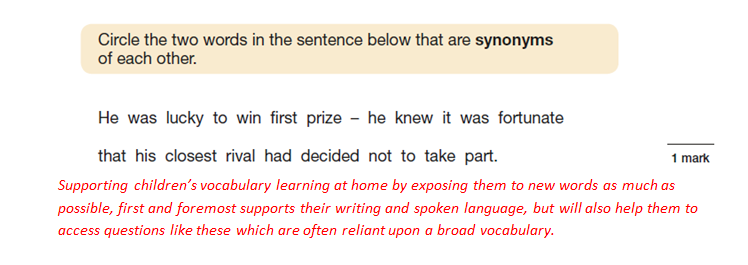 Circle the two words in the sentence below that are synonyms
of each other.
He was lucky to win first prize – he knew it was fortunate
that his closest rival had decided not to take part.
1 mark
Supporting children’s vocabulary learning at home by exposing them to new words as much as
possible, first and foremost supports their writing and spoken language, but will also help them to
access questions like these which are often reliant upon a broad vocabulary.